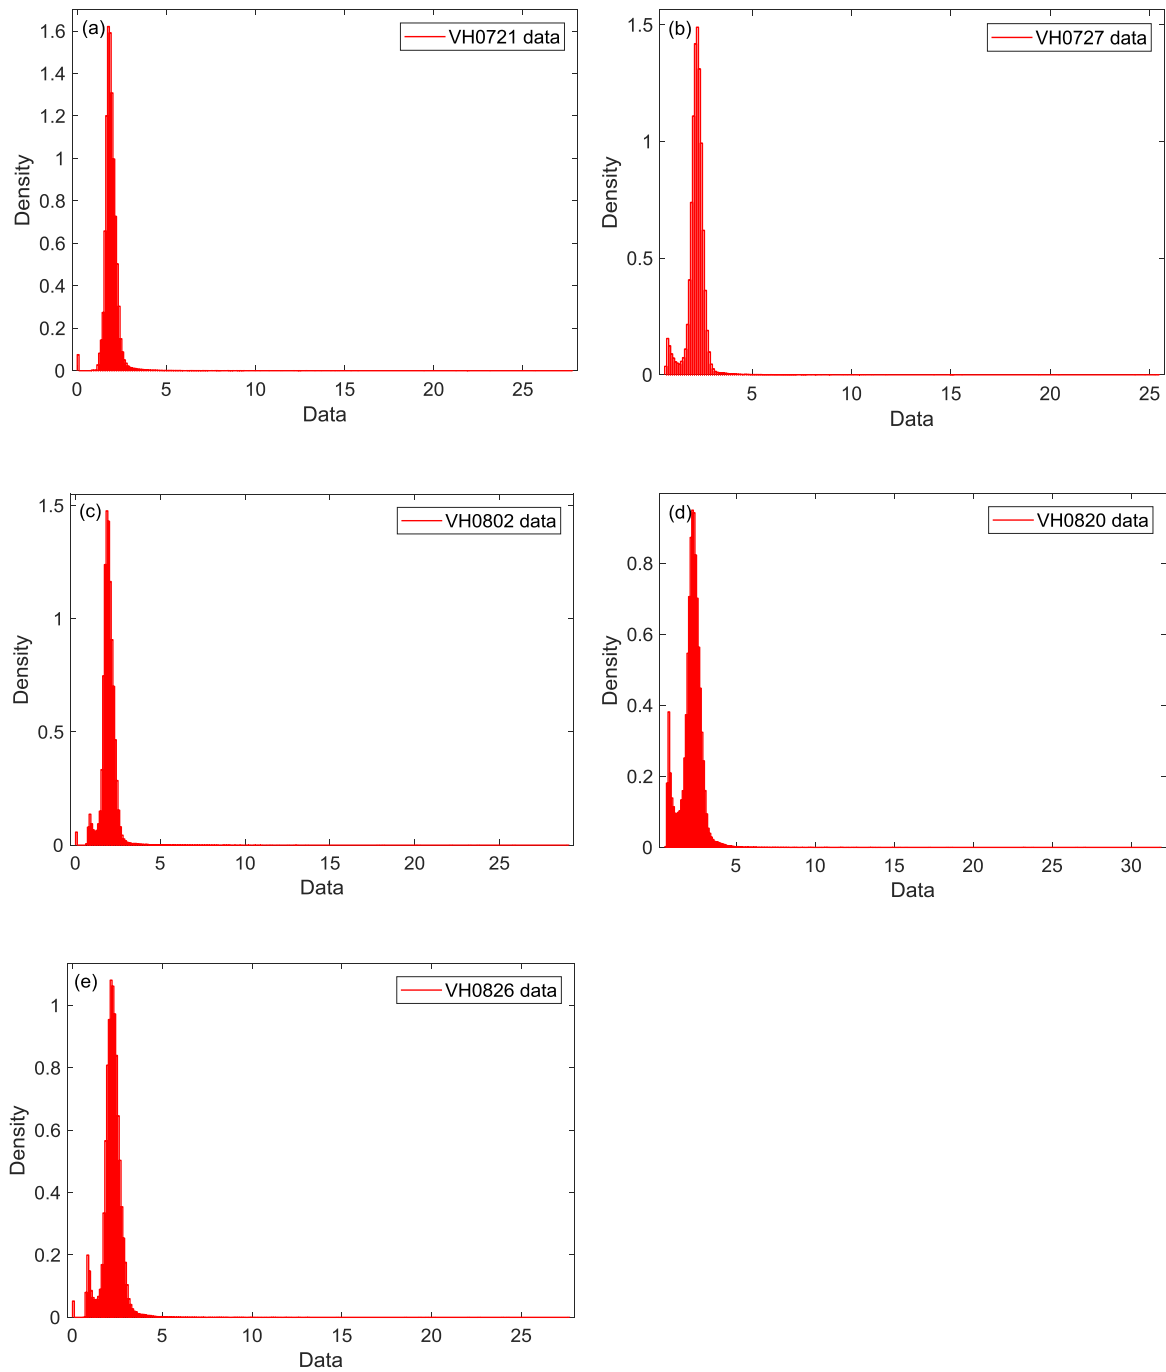 (a)
VH0721 data
1.6
1.4
1.2
1
0.8
0.6
0.4
0.2
0
Density
0 5 10 15 20 25
Data
(b)
VH0727 data
1.5
1
0.5
0
Density
5 10 15 20 25
Data
(c)
VH0802 data
1.5
1
0.5
0
Density
0 5 10 15 20 25
Data
(d)
VH0820 data
0.8
0.6
0.4
0.2
0
Density
5 10 15 20 25 30
Data
(e)
VH0826 data
1
0.8
0.6
0.4
0.2
0
Density
0 5 10 15 20 25
Data